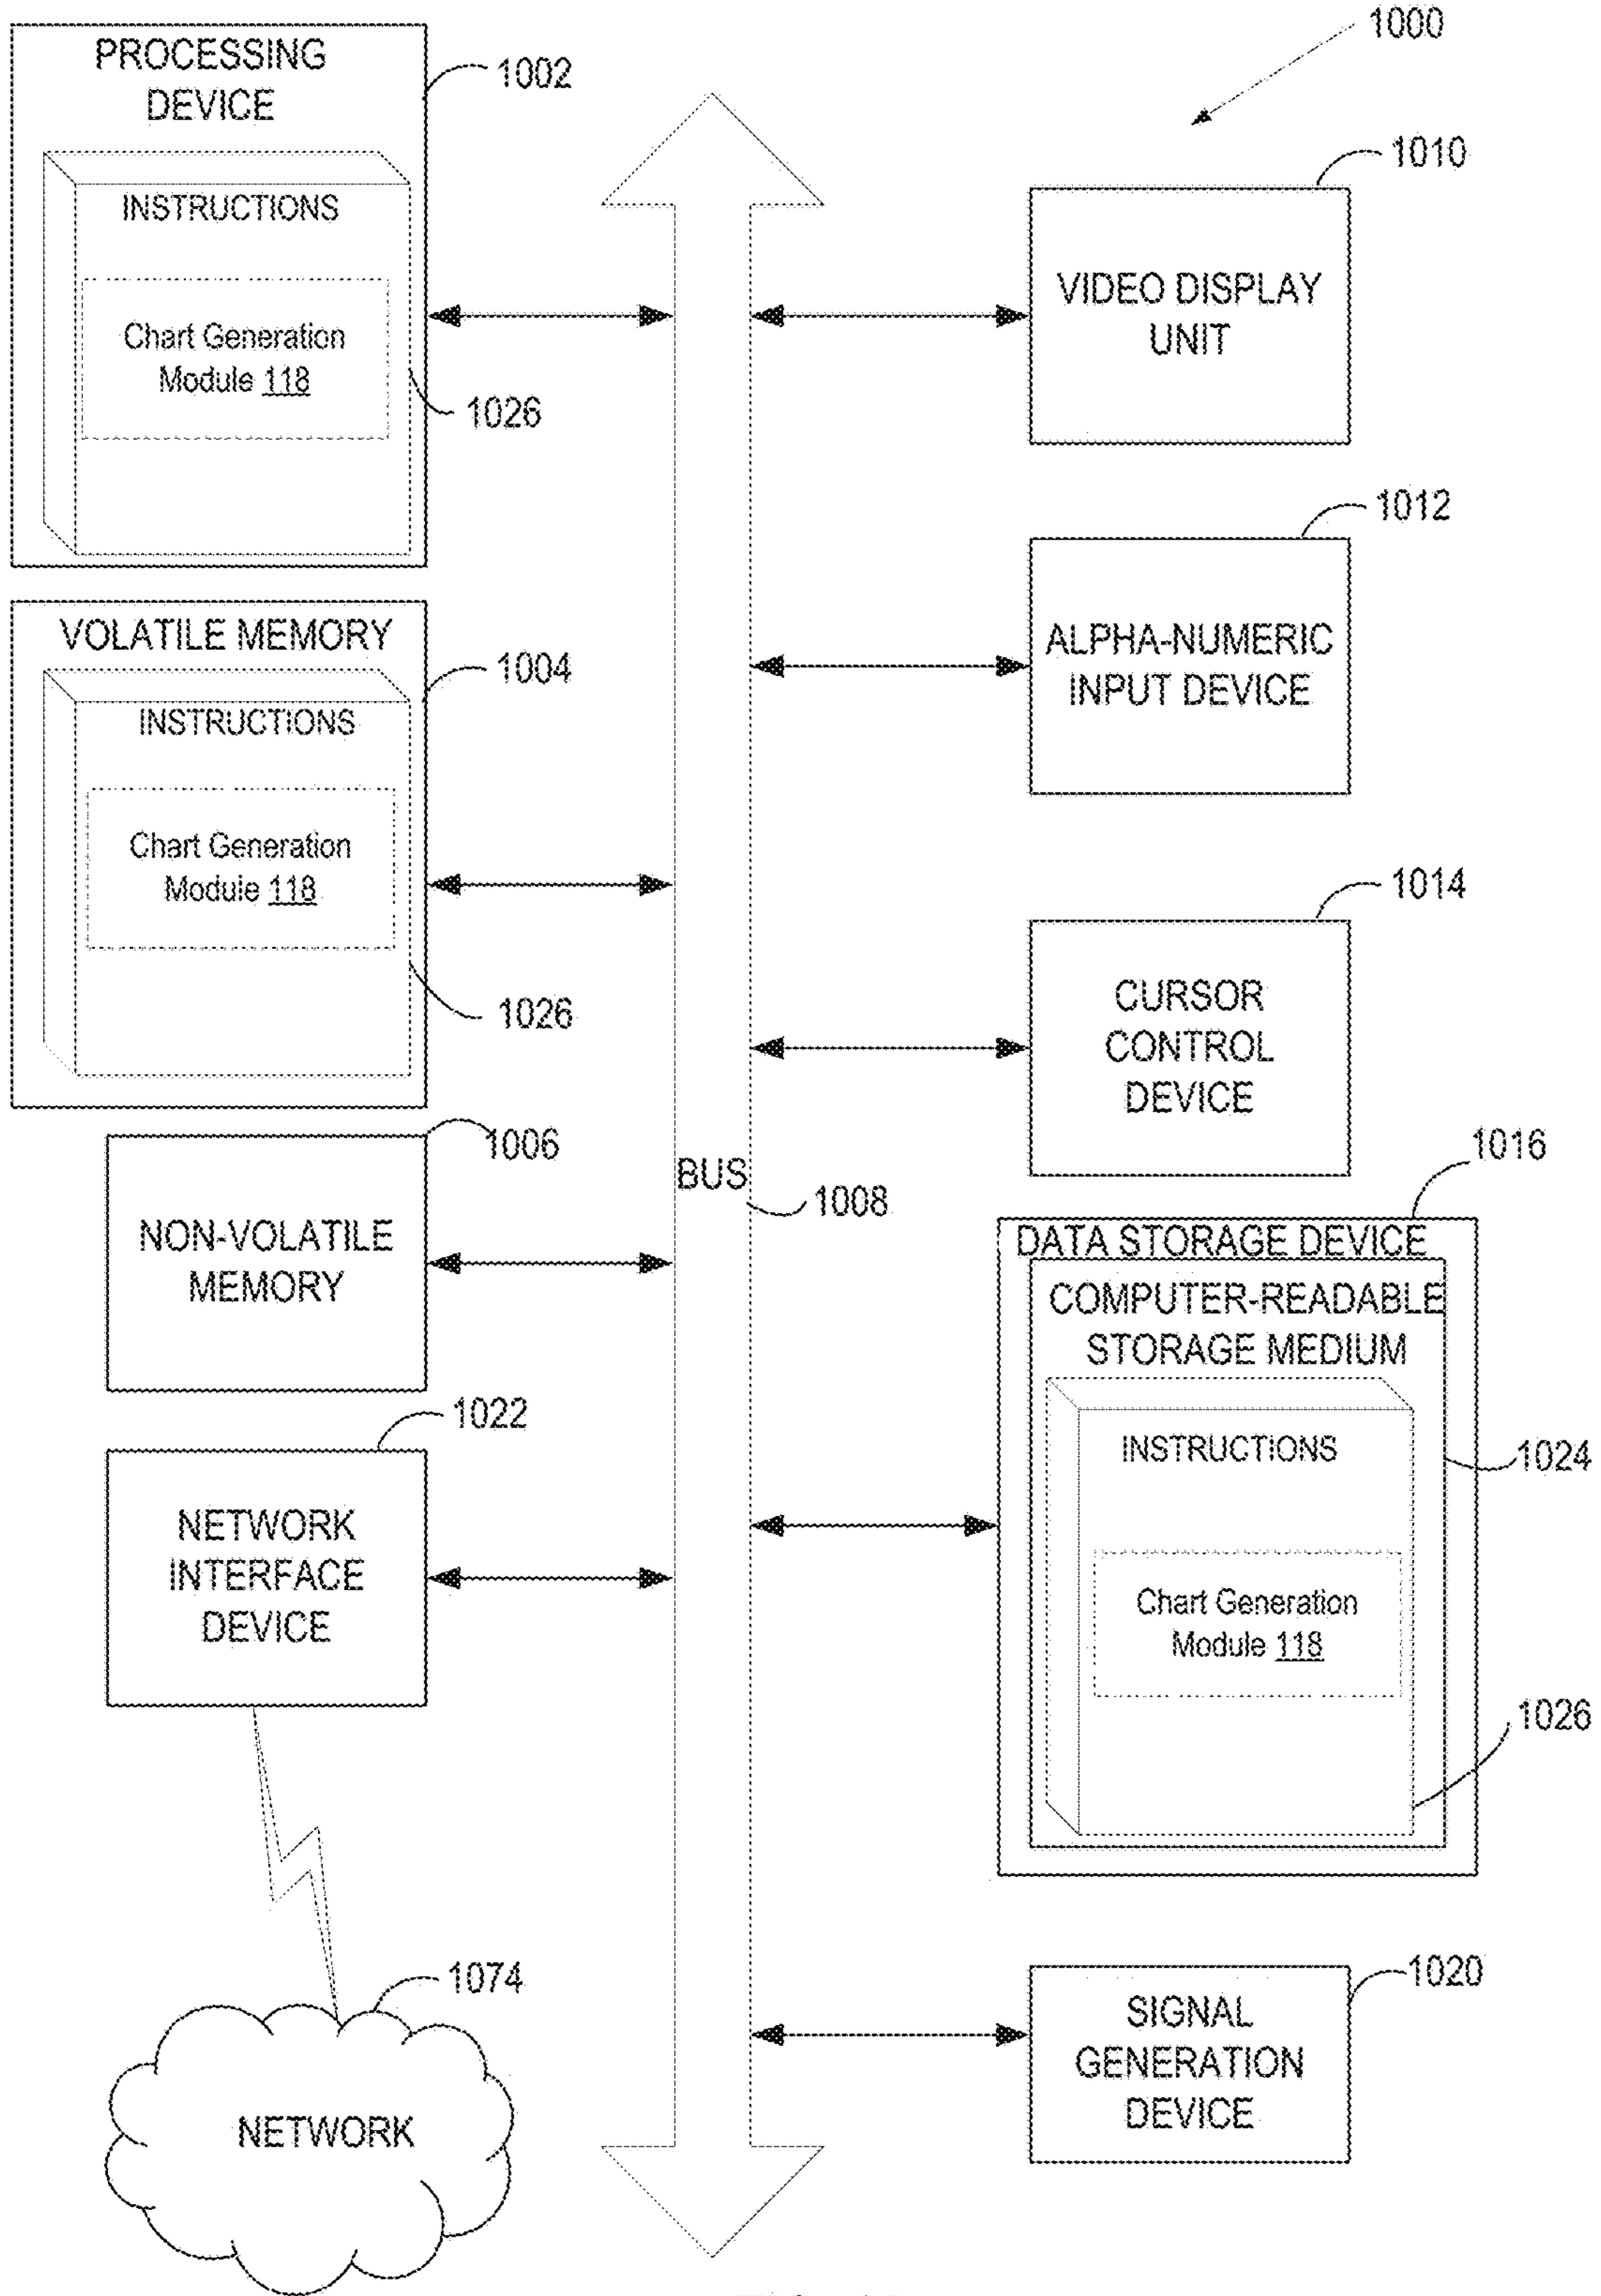 1000
PROCESSING
DEVICE
1002
INSTRUCTIONS
Chart Generation
Module 118
1026
VOLATILE MEMORY
1004
INSTRUCTIONS
Chart Generation
Module 118
1026
1006
NON-VOLATILE
MEMORY
1022
NETWORK
INTERFACE
DEVICE
1074
NETWORK
BUS
1008
1010
VIDEO DISPLAY
UNIT
1012
ALPHA-NUMERIC
INPUT DEVICE
1014
CURSOR
CONTROL
DEVICE
1016
DATA STORAGE DEVICE
COMPUTER-READABLE
STORAGE MEDIUM
INSTRUCTIONS
1024
Chart Generation
Module 118
1026
1020
SIGNAL
GENERATION
DEVICE